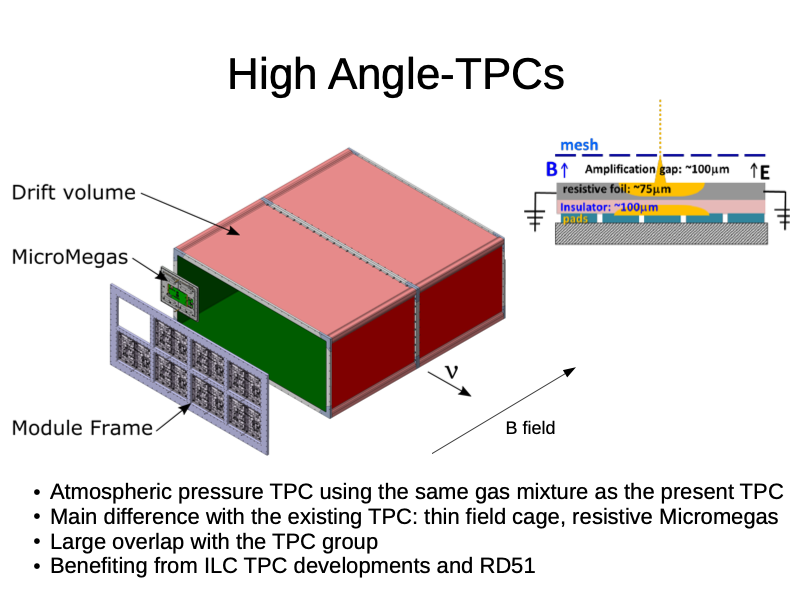 High Angle-TPCs
mesh
B↑ Amplification gap: ~100µm ↑E
resistive foil: ~75µm
Insulator: ~100µm
pads
Drift volume
MicroMegas
ν
Module Frame
B field
• Atmospheric pressure TPC using the same gas mixture as the present TPC
• Main difference with the existing TPC: thin field cage, resistive Micromegas
• Large overlap with the TPC group
• Benefiting from ILC TPC developments and RD51